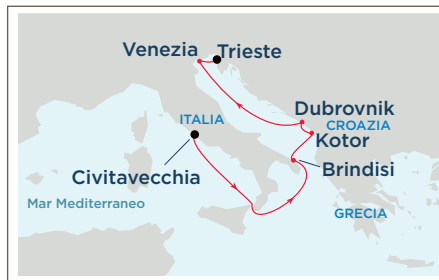 Venezia
Trieste
Dubrovnik
ITALIA
CROAZIA
Kotor
Civitavecchia
Brindisi
Mar Mediterraneo
GRECIA